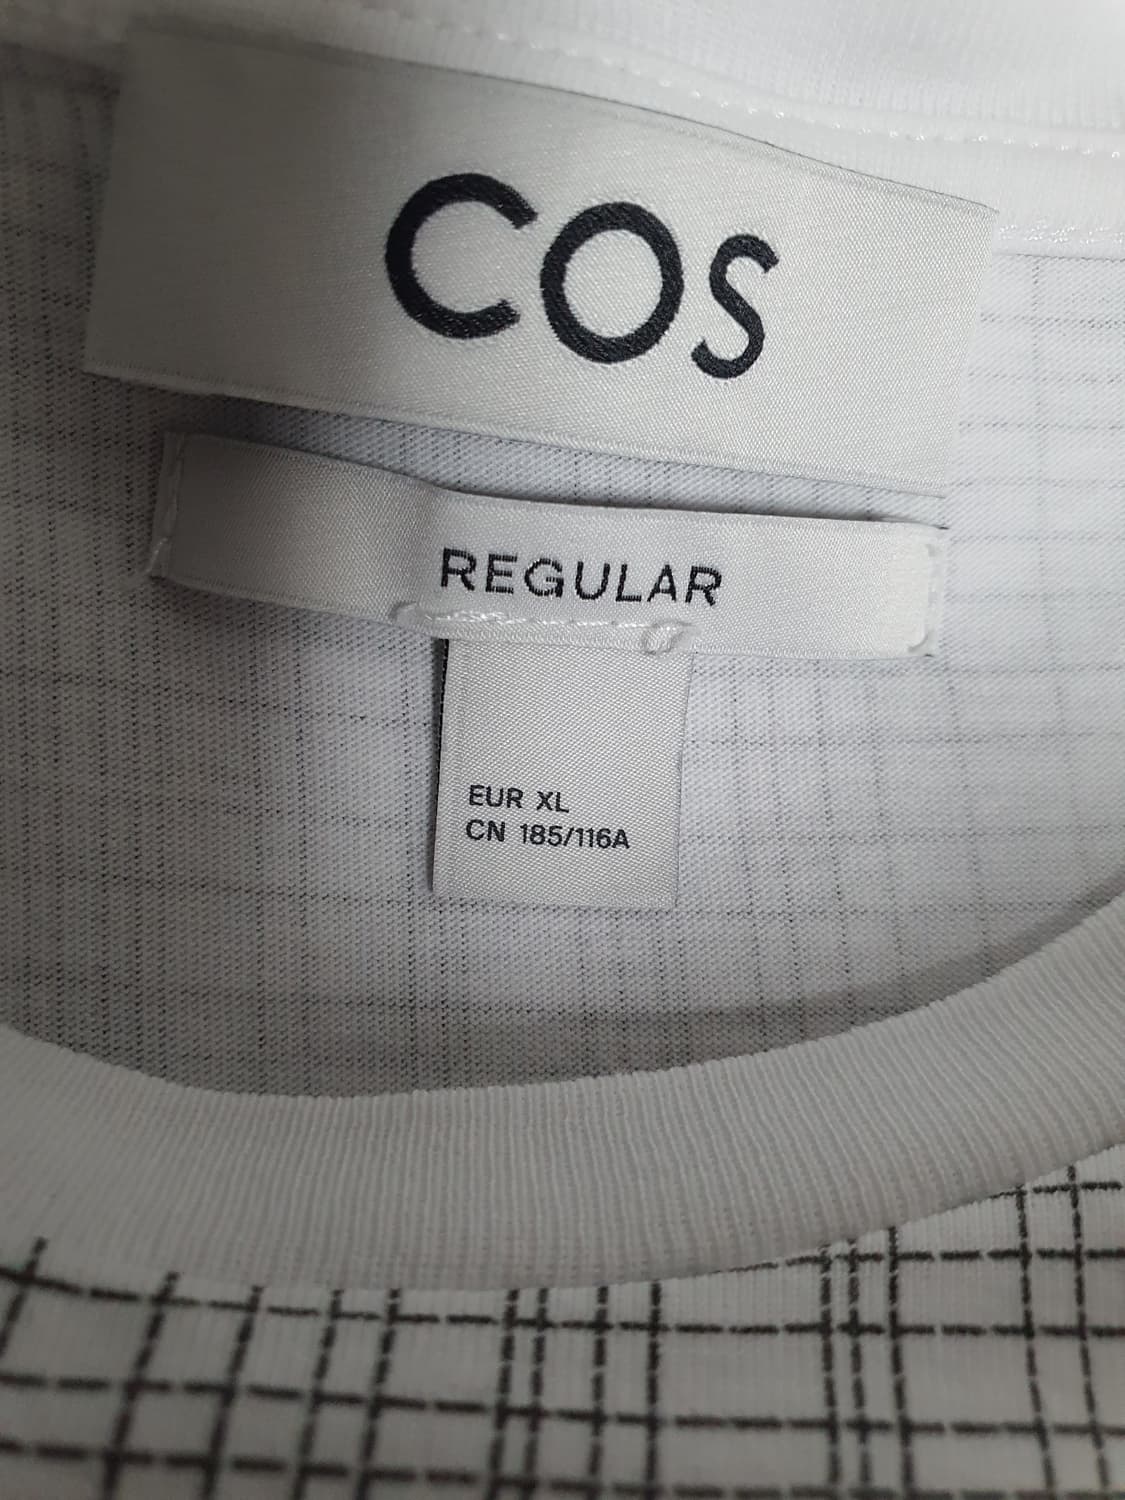 COS
REGULAR
EUR XL
CN 185/116A